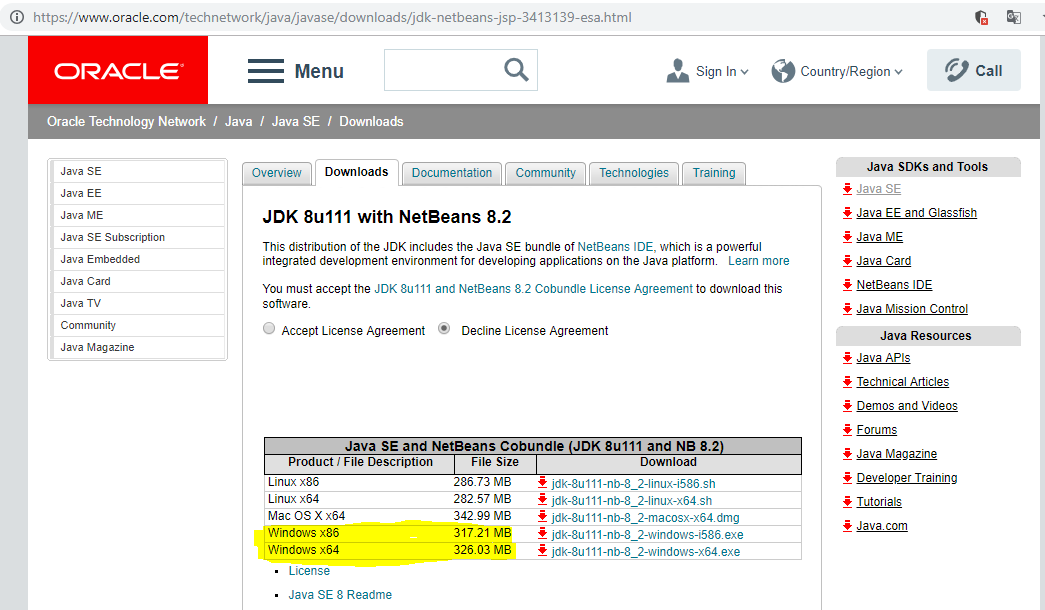 https://www.oracle.com/technetwork/java/javase/downloads/jdk-netbeans-jsp-3413139-esa.html
ORACLE
Menu
Sign In
Country/Region
Call
Oracle Technology Network / Java / Java SE / Downloads
Java SE
Java EE
Java ME
Java SE Subscription
Java Embedded
Java Card
Java TV
Community
Java Magazine
Overview
Downloads
Documentation
Community
Technologies
Training
JDK 8u111 with NetBeans 8.2
This distribution of the JDK includes the Java SE bundle of NetBeans IDE, which is a powerful
integrated development environment for developing applications on the Java platform. Learn more
You must accept the JDK 8u111 and NetBeans 8.2 Cobundle License Agreement to download this
software.
Accept License Agreement Decline License Agreement
Java SE and NetBeans Cobundle (JDK 8u111 and NB 8.2)
Product / File Description File Size Download
Linux x86 286.73 MB jdk-8u111-nb-8_2-linux-i586.sh
Linux x64 282.57 MB jdk-8u111-nb-8_2-linux-x64.sh
Mac OS X x64 342.99 MB jdk-8u111-nb-8_2-macosx-x64.dmg
Windows x86 317.21 MB jdk-8u111-nb-8_2-windows-i586.exe
Windows x64 326.03 MB jdk-8u111-nb-8_2-windows-x64.exe
License
Java SE 8 Readme
Java SDKs and Tools
Java SE
Java EE and Glassfish
Java ME
Java Card
NetBeans IDE
Java Mission Control
Java Resources
Java APIs
Technical Articles
Demos and Videos
Forums
Java Magazine
Developer Training
Tutorials
Java.com